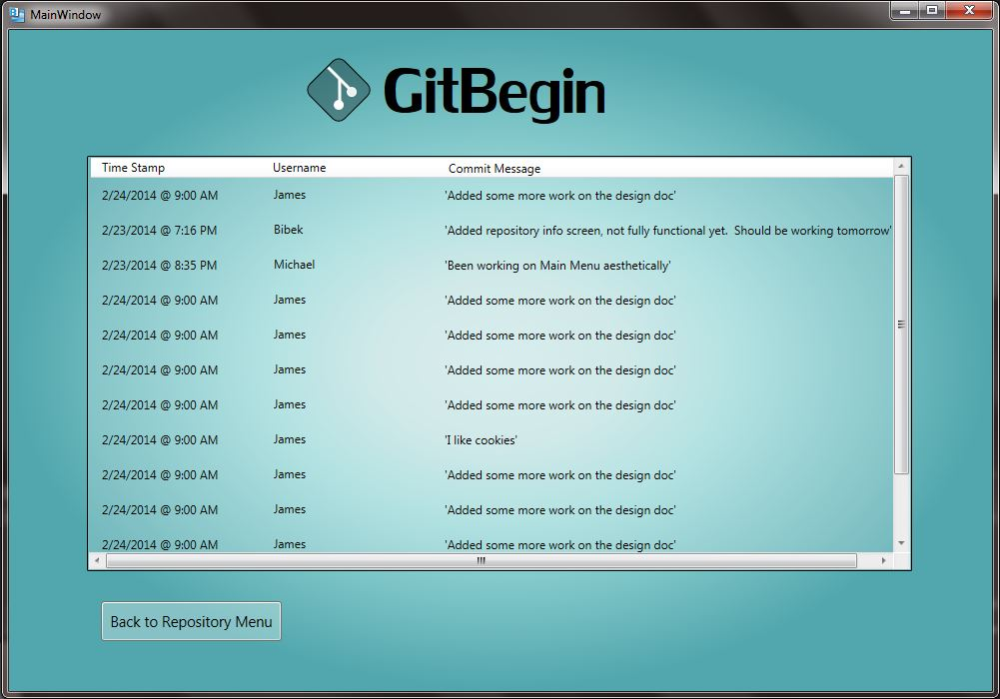 MainWindow
GitBegin
Time Stamp Username Commit Message
2/24/2014 @ 9:00 AM James 'Added some more work on the design doc'
2/23/2014 @ 7:16 PM Bibek 'Added repository info screen, not fully functional yet.  Should be working tomorrow'
2/23/2014 @ 8:35 PM Michael 'Been working on Main Menu aesthetically'
2/24/2014 @ 9:00 AM James 'Added some more work on the design doc'
2/24/2014 @ 9:00 AM James 'Added some more work on the design doc'
2/24/2014 @ 9:00 AM James 'Added some more work on the design doc'
2/24/2014 @ 9:00 AM James 'Added some more work on the design doc'
2/24/2014 @ 9:00 AM James 'I like cookies'
2/24/2014 @ 9:00 AM James 'Added some more work on the design doc'
2/24/2014 @ 9:00 AM James 'Added some more work on the design doc'
2/24/2014 @ 9:00 AM James 'Added some more work on the design doc'
Back to Repository Menu